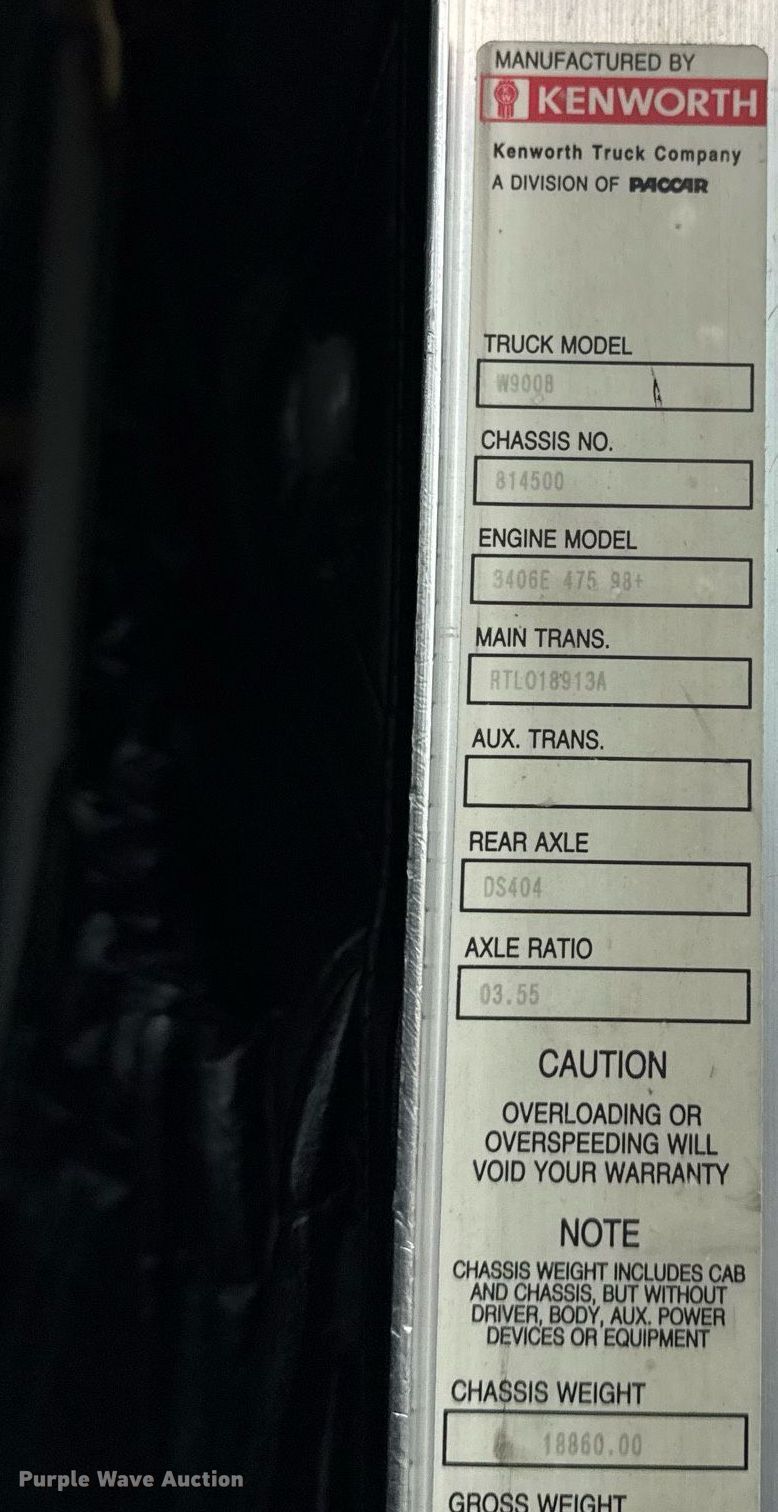 MANUFACTURED BY
KENWORTH
Kenworth Truck Company
A DIVISION OF PACCAR
TRUCK MODEL
W900B
CHASSIS NO.
814500
ENGINE MODEL
3406E 475 98+
MAIN TRANS.
RTLO18913A
AUX. TRANS.
REAR AXLE
DS404
AXLE RATIO
03.55
CAUTION
OVERLOADING OR
OVERSPEEDING WILL
VOID YOUR WARRANTY
NOTE
CHASSIS WEIGHT INCLUDES CAB
AND CHASSIS, BUT WITHOUT
DRIVER, BODY, AUX. POWER
DEVICES OR EQUIPMENT
CHASSIS WEIGHT
18860.00
GROSS WEIGHT
Purple Wave Auction